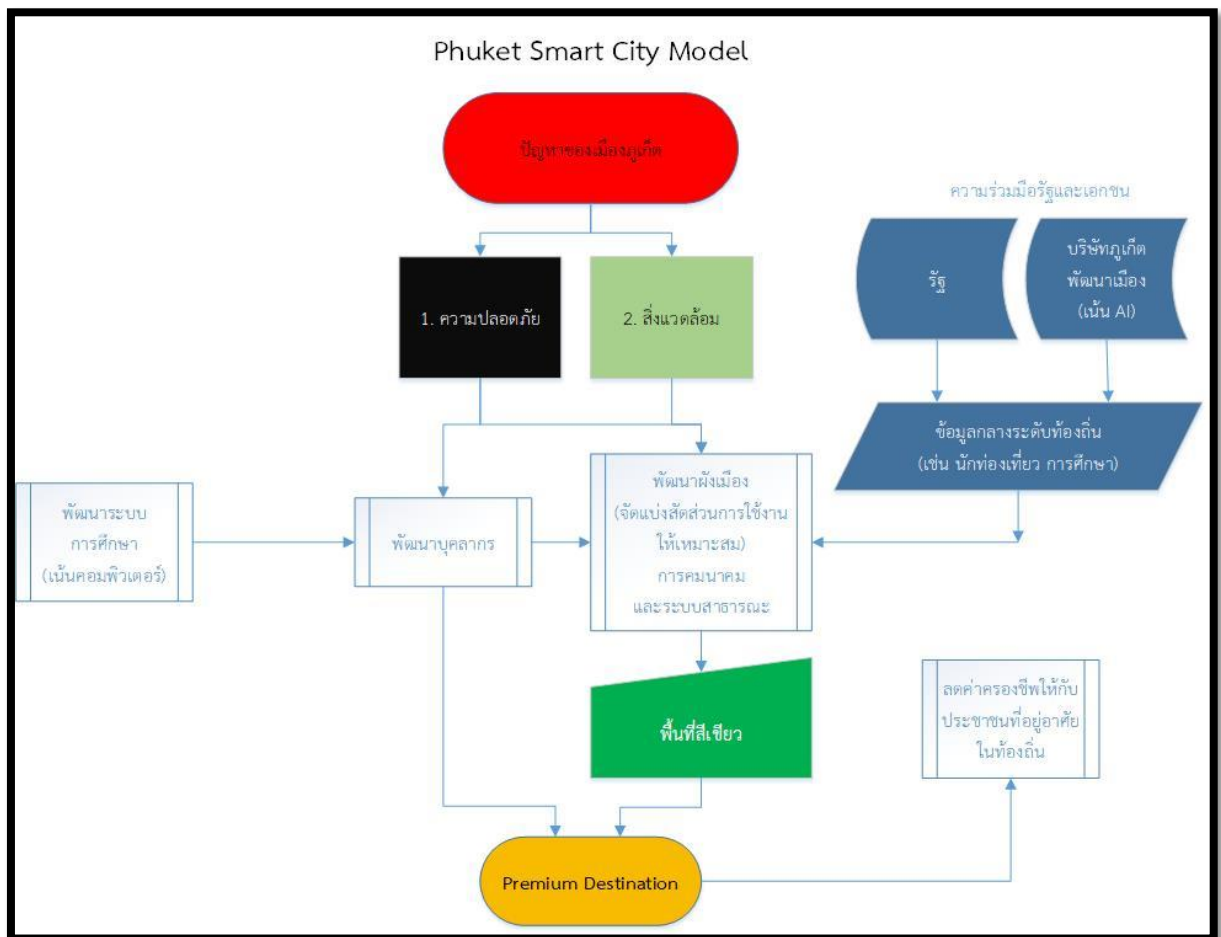 Phuket Smart City Model
ปัญหาของเมืองภูเก็ต
ความร่วมมือรัฐและเอกชน
รัฐ
บริษัทภูเก็ต
พัฒนาเมือง
(เน้น AI)
1. ความปลอดภัย
2. สิ่งแวดล้อม
ข้อมูลกลางระดับท้องถิ่น
(เช่น นักท่องเที่ยว การศึกษา)
พัฒนาระบบ
การศึกษา
(เน้นคอมพิวเตอร์)
พัฒนาบุคลากร
พัฒนาผังเมือง
(จัดแบ่งสัดส่วนการใช้งาน
ให้เหมาะสม)
การคมนาคม
และระบบสาธารณะ
พื้นที่สีเขียว
ลดค่าครองชีพให้กับ
ประชาชนที่อยู่อาศัย
ในท้องถิ่น
Premium Destination